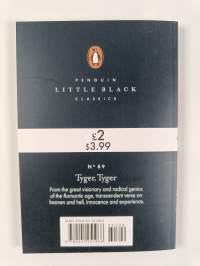 PENGUIN
LITTLE BLACK
CLASSICS
£2
$3.99
Nº 89
Tyger, Tyger
From the great visionary and radical genius
of the Romantic age, transcendent verse on
heaven and hell, innocence and experience.